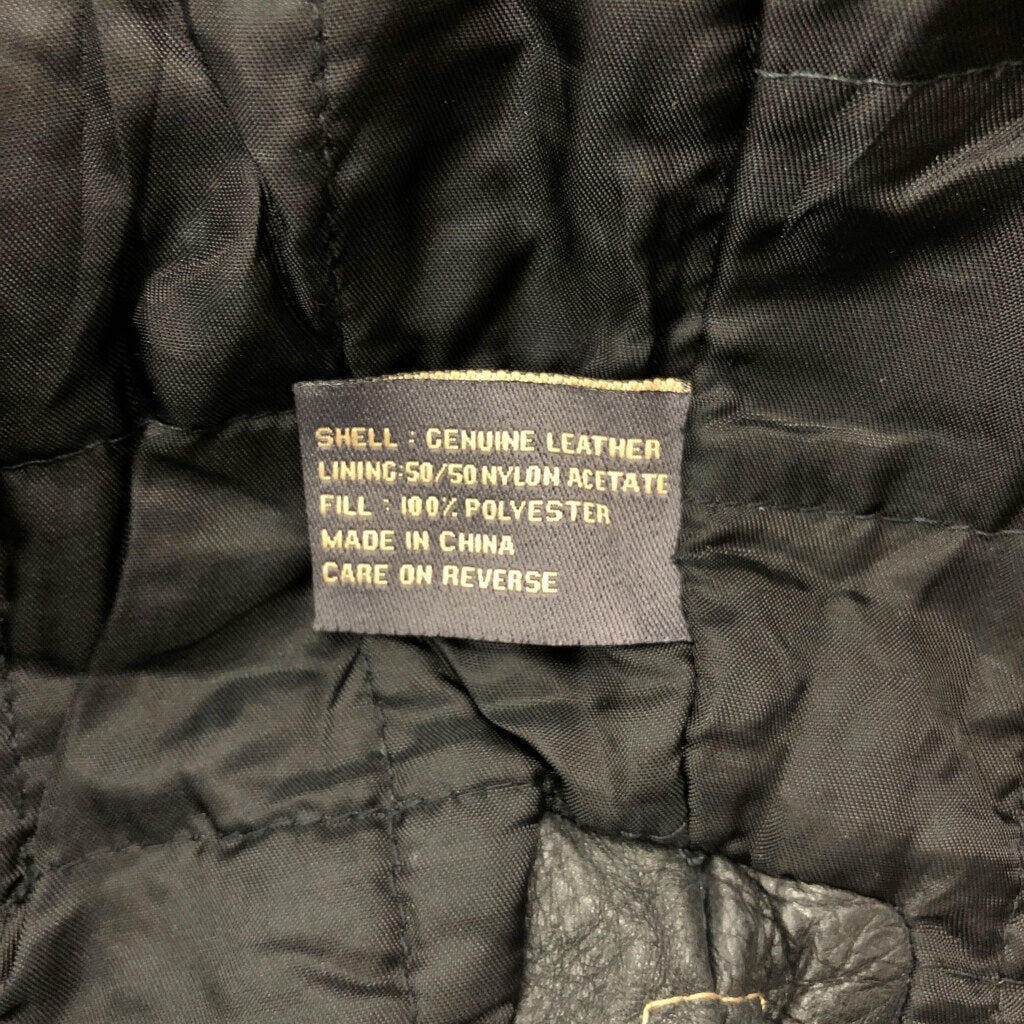 SHELL : GENUINE LEATHER
LINING:50/50 NYLON ACETATE
FILL : 100% POLYESTER
MADE IN CHINA
CARE ON REVERSE